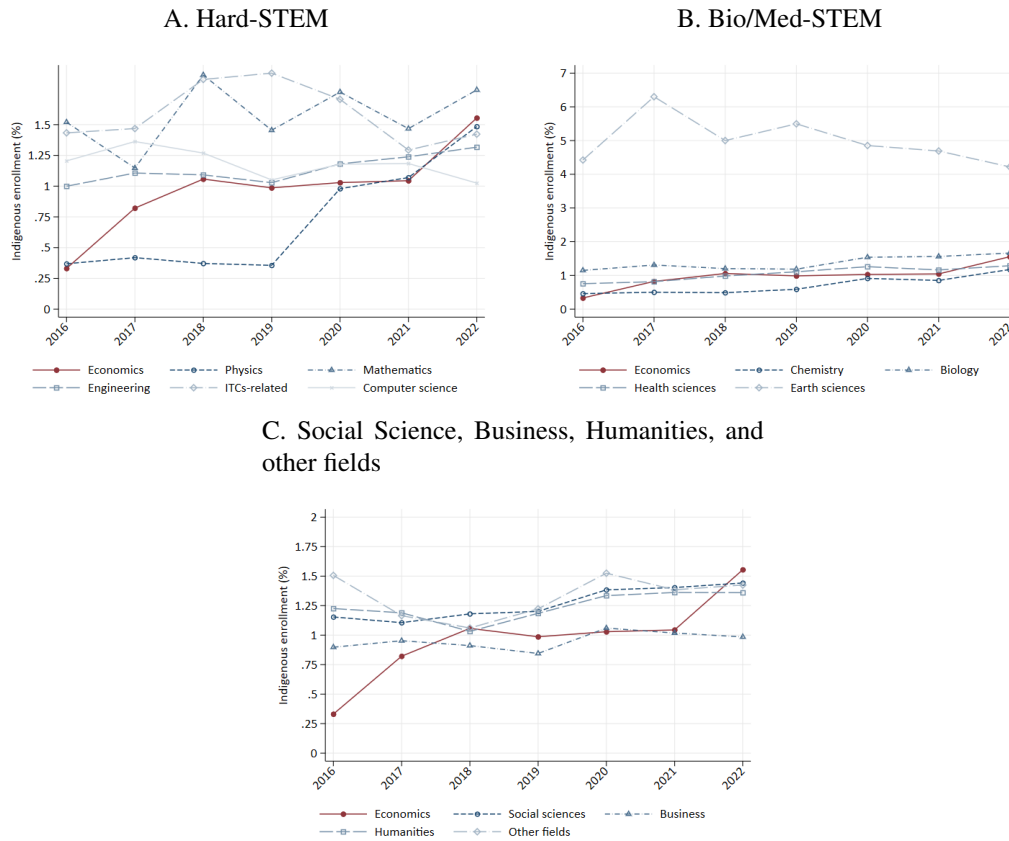 A. Hard-STEM
Indigenous enrollment (%)
1.5
1.25
1
.75
.5
.25
0
2016 2017 2018 2019 2020 2021 2022
Economics Physics Mathematics
Engineering ITCs-related Computer science
B. Bio/Med-STEM
Indigenous enrollment (%)
7
6
5
4
3
2
1
0
2016 2017 2018 2019 2020 2021
Economics Chemistry Biology
Health sciences Earth sciences
C. Social Science, Business, Humanities, and
other fields
Indigenous enrollment (%)
2
1.75
1.5
1.25
1
.75
.5
.25
0
2016 2017 2018 2019 2020 2021 2022
Economics Social sciences Business
Humanities Other fields